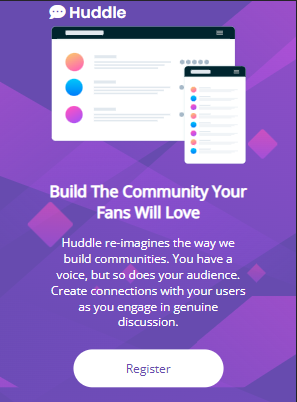 Huddle
Build The Community Your
Fans Will Love
Huddle re-imagines the way we
build communities. You have a
voice, but so does your audience.
Create connections with your users
as you engage in genuine
discussion.
Register